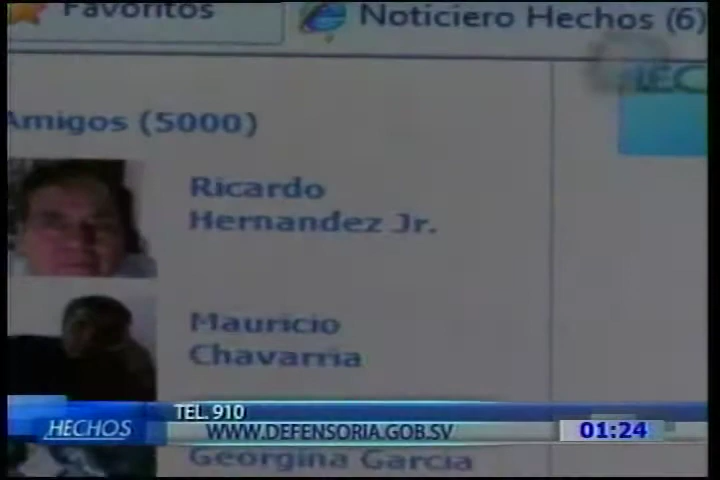 Favoritos
Noticiero Hechos (6)
HEC
Amigos (5000)
Ricardo
Hernandez Jr.
Mauricio
Chavarria
TEL. 910
HECHOS
WWW.DEFENSORIA.GOB.SV
01:24
Georgina Garcia